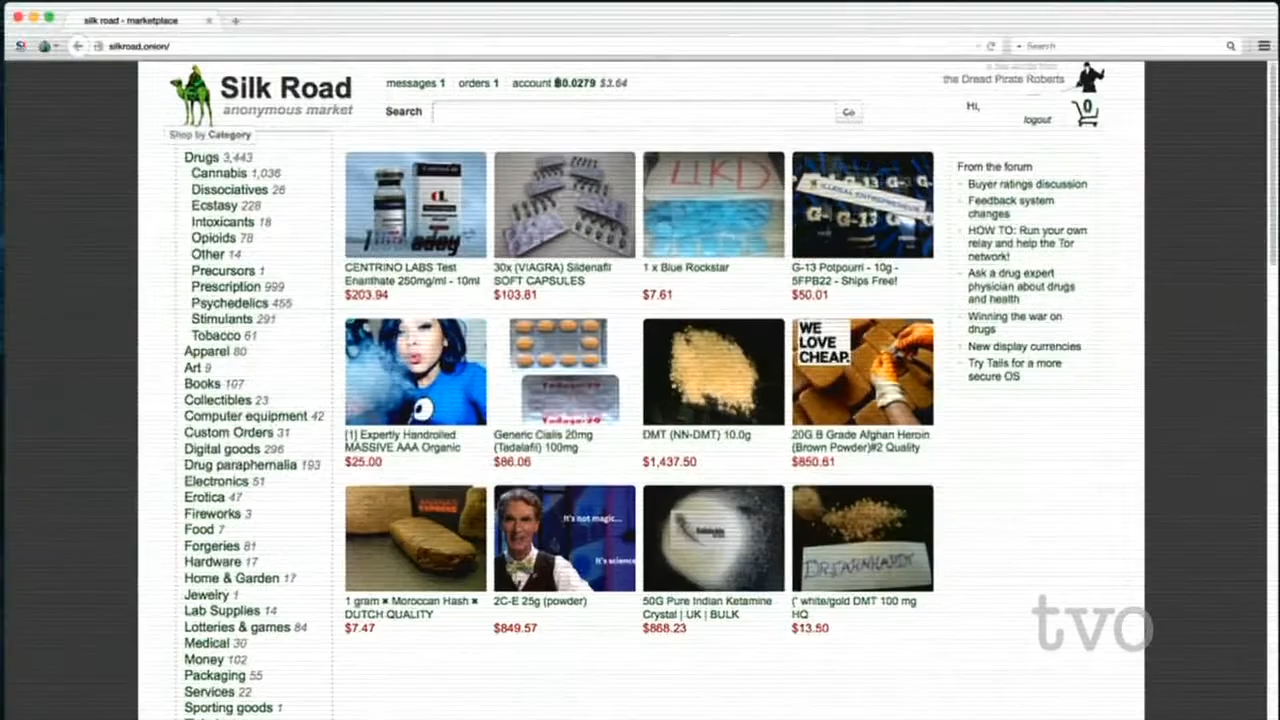 silk road - marketplace
silkroad.onion/
Search
Silk Road
anonymous market
messages 1 orders 1 account ฿0.0279 $3.64
the Dread Pirate Roberts
Search
Go
Hi,
logout
0
Shop by Category
Drugs 3,443
Cannabis 1,036
Dissociatives 26
Ecstasy 228
Intoxicants 18
Opioids 78
Other 14
Precursors 1
Prescription 999
Psychedelics 455
Stimulants 291
Tobacco 61
Apparel 80
Art 9
Books 107
Collectibles 23
Computer equipment 42
Custom Orders 31
Digital goods 296
Drug paraphernalia 193
Electronics 51
Erotica 47
Fireworks 3
Food 7
Forgeries 81
Hardware 17
Home & Garden 17
Jewelry 1
Lab Supplies 14
Lotteries & games 84
Medical 30
Money 102
Packaging 55
Services 22
Sporting goods 1
CENTRINO LABS Test
Enanthate 250mg/ml - 10ml
$203.94
30x (VIAGRA) Sildenafil
SOFT CAPSULES
$103.81
UKD
1 x Blue Rockstar
$7.61
ILLEGAL ENTREPRENEUR
G-13
G-13 Potpourri - 10g -
5FPB22 - Ships Free!
$50.01
[1] Expertly Handrolled
MASSIVE AAA Organic
$25.00
Generic Cialis 20mg
(Tadalafil) 100mg
$86.06
DMT (NN-DMT) 10.0g
$1,437.50
WE
LOVE
CHEAP.
20G B Grade Afghan Heroin
(Brown Powder)#2 Quality
$850.61
1 gram × Moroccan Hash ×
DUTCH QUALITY
$7.47
It's not magic...
It's science
2C-E 25g (powder)
$849.57
50G Pure Indian Ketamine
Crystal | UK | BULK
$868.23
DREARNHARDT
(' white/gold DMT 100 mg
HQ
$13.50
From the forum
Buyer ratings discussion
Feedback system
changes
HOW TO: Run your own
relay and help the Tor
network!
Ask a drug expert
physician about drugs
and health
Winning the war on
drugs
New display currencies
Try Tails for a more
secure OS
tvo